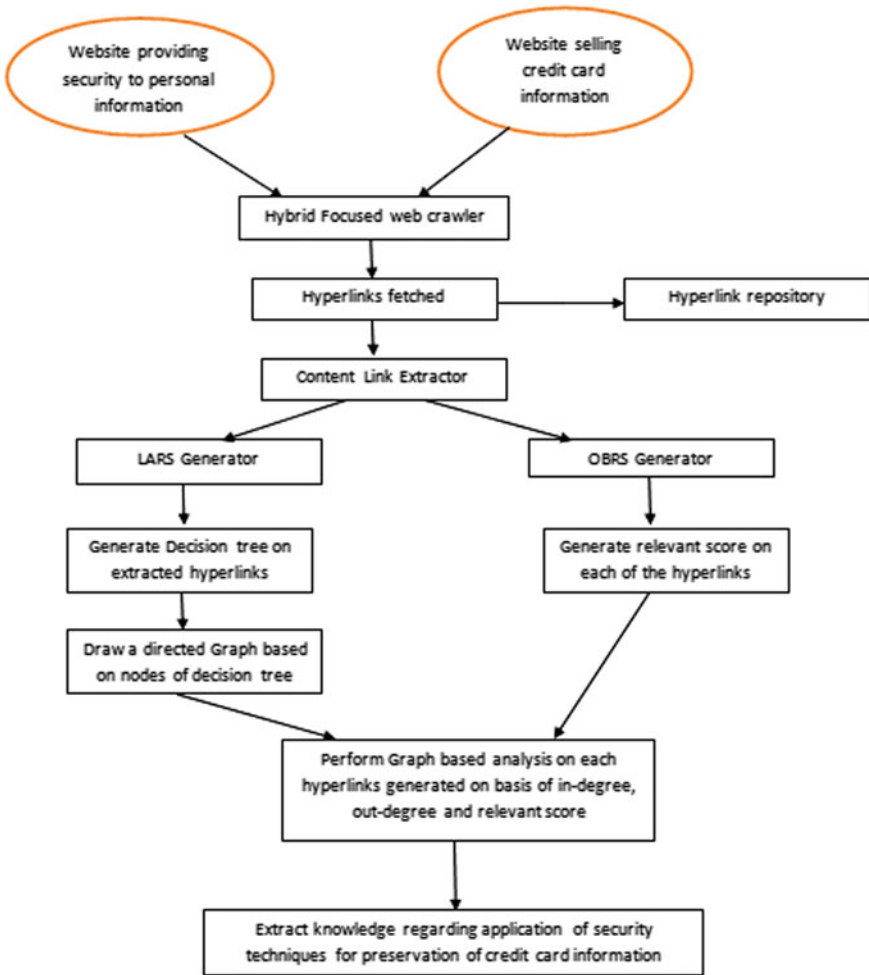 Website providing
security to personal
information
Website selling
credit card
information
Hybrid Focused web crawler
Hyperlinks fetched
Hyperlink repository
Content Link Extractor
LARS Generator
OBRS Generator
Generate Decision tree on
extracted hyperlinks
Generate relevant score on
each of the hyperlinks
Draw a directed Graph based
on nodes of decision tree
Perform Graph based analysis on each
hyperlinks generated on basis of in-degree,
out-degree and relevant score
Extract knowledge regarding application of security
techniques for preservation of credit card information